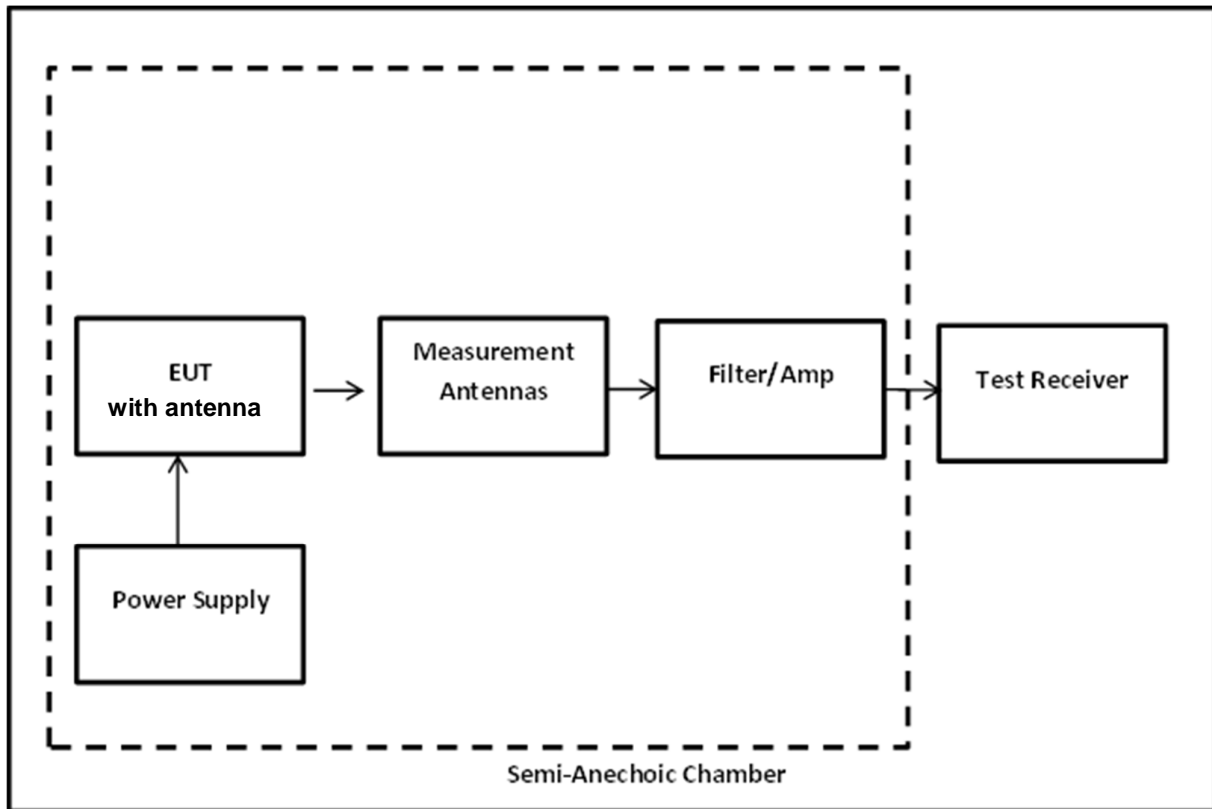 EUT
with antenna
Measurement
Antennas
Filter/Amp
Test Receiver
Power Supply
Semi-Anechoic Chamber